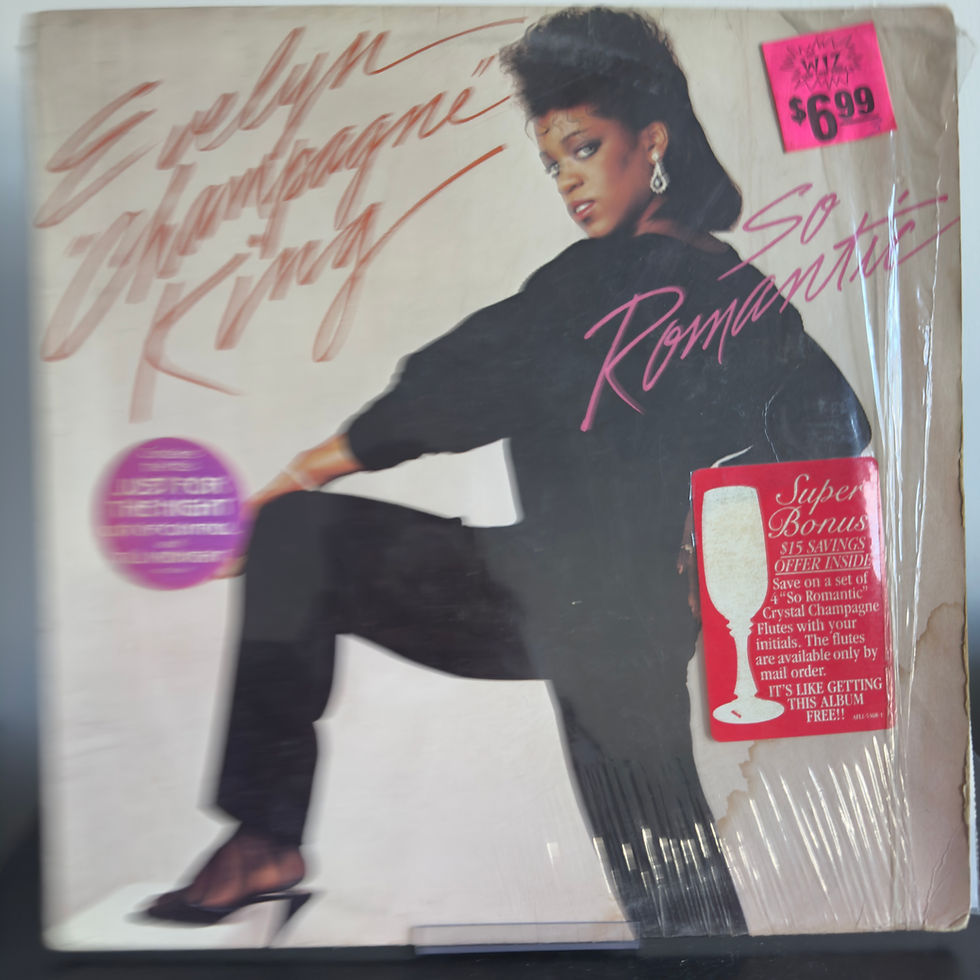 Evelyn
"Champagne"
King
WIZ
$6.99
So
Romantic
JUST FOR
THE NIGHT
Super
Bonus
$15 SAVINGS
OFFER INSIDE
Save on a set of
4 "So Romantic"
Crystal Champagne
Flutes with your
initials. The flutes
are available only by
mail order.
IT'S LIKE GETTING
THIS ALBUM
FREE!!